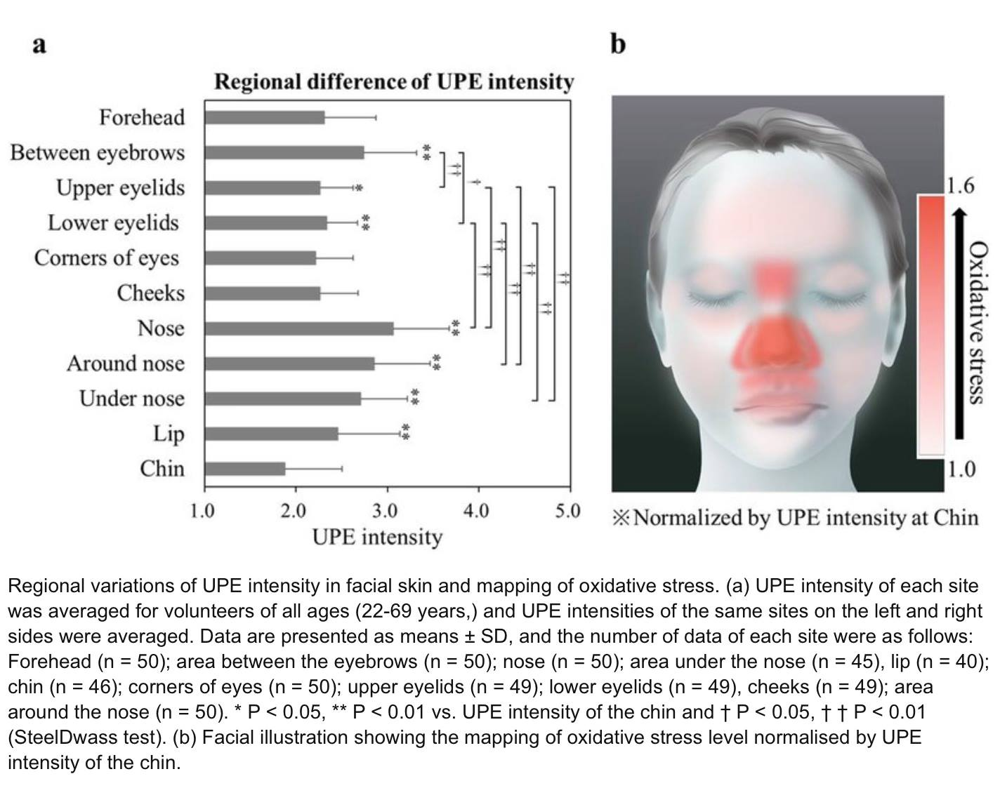 a
b
Regional difference of UPE intensity
Forehead
Between eyebrows
Upper eyelids
Lower eyelids
Corners of eyes
Cheeks
Nose
Around nose
Under nose
Lip
Chin
**
*
**
**
**
**
**
††
†
††
††
††
††
††
††
1.0 2.0 3.0 4.0 5.0
UPE intensity
1.6
Oxidative stress
1.0
※Normalized by UPE intensity at Chin
Regional variations of UPE intensity in facial skin and mapping of oxidative stress. (a) UPE intensity of each site
was averaged for volunteers of all ages (22-69 years,) and UPE intensities of the same sites on the left and right
sides were averaged. Data are presented as means ± SD, and the number of data of each site were as follows:
Forehead (n = 50); area between the eyebrows (n = 50); nose (n = 50); area under the nose (n = 45), lip (n = 40);
chin (n = 46); corners of eyes (n = 50); upper eyelids (n = 49); lower eyelids (n = 49), cheeks (n = 49); area
around the nose (n = 50). * P < 0.05, ** P < 0.01 vs. UPE intensity of the chin and † P < 0.05, † † P < 0.01
(SteelDwass test). (b) Facial illustration showing the mapping of oxidative stress level normalised by UPE
intensity of the chin.